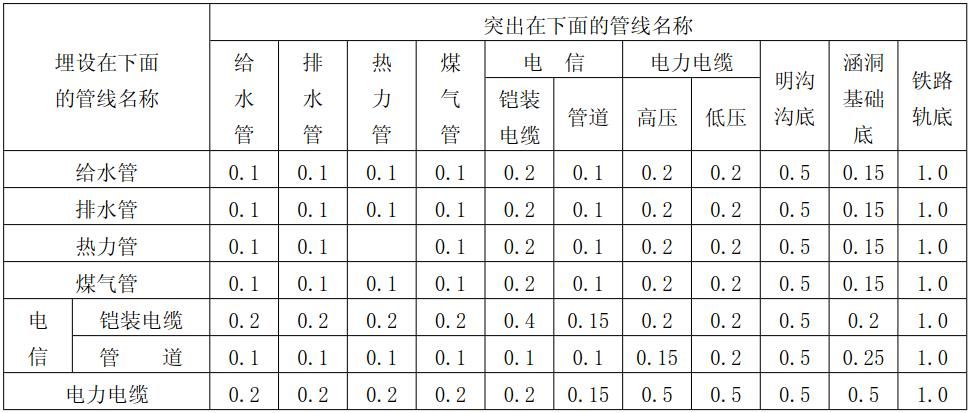 埋设在下面的管线名称 突出在下面的管线名称
给水管 排水管 热力管 煤气管 电 信 电力电缆 明沟沟底 涵洞基础底 铁路轨底
铠装电缆 管道 高压 低压
给水管 0.1 0.1 0.1 0.1 0.2 0.1 0.2 0.2 0.5 0.15 1.0
排水管 0.1 0.1 0.1 0.1 0.2 0.1 0.2 0.2 0.5 0.15 1.0
热力管 0.1 0.1 0.1 0.2 0.1 0.2 0.2 0.5 0.15 1.0
煤气管 0.1 0.1 0.1 0.1 0.2 0.1 0.2 0.2 0.5 0.15 1.0
电信 铠装电缆 0.2 0.2 0.2 0.2 0.4 0.15 0.2 0.2 0.5 0.2 1.0
管 道 0.1 0.1 0.1 0.1 0.1 0.1 0.15 0.2 0.5 0.25 1.0
电力电缆 0.2 0.2 0.2 0.2 0.2 0.15 0.5 0.5 0.5 0.5 1.0